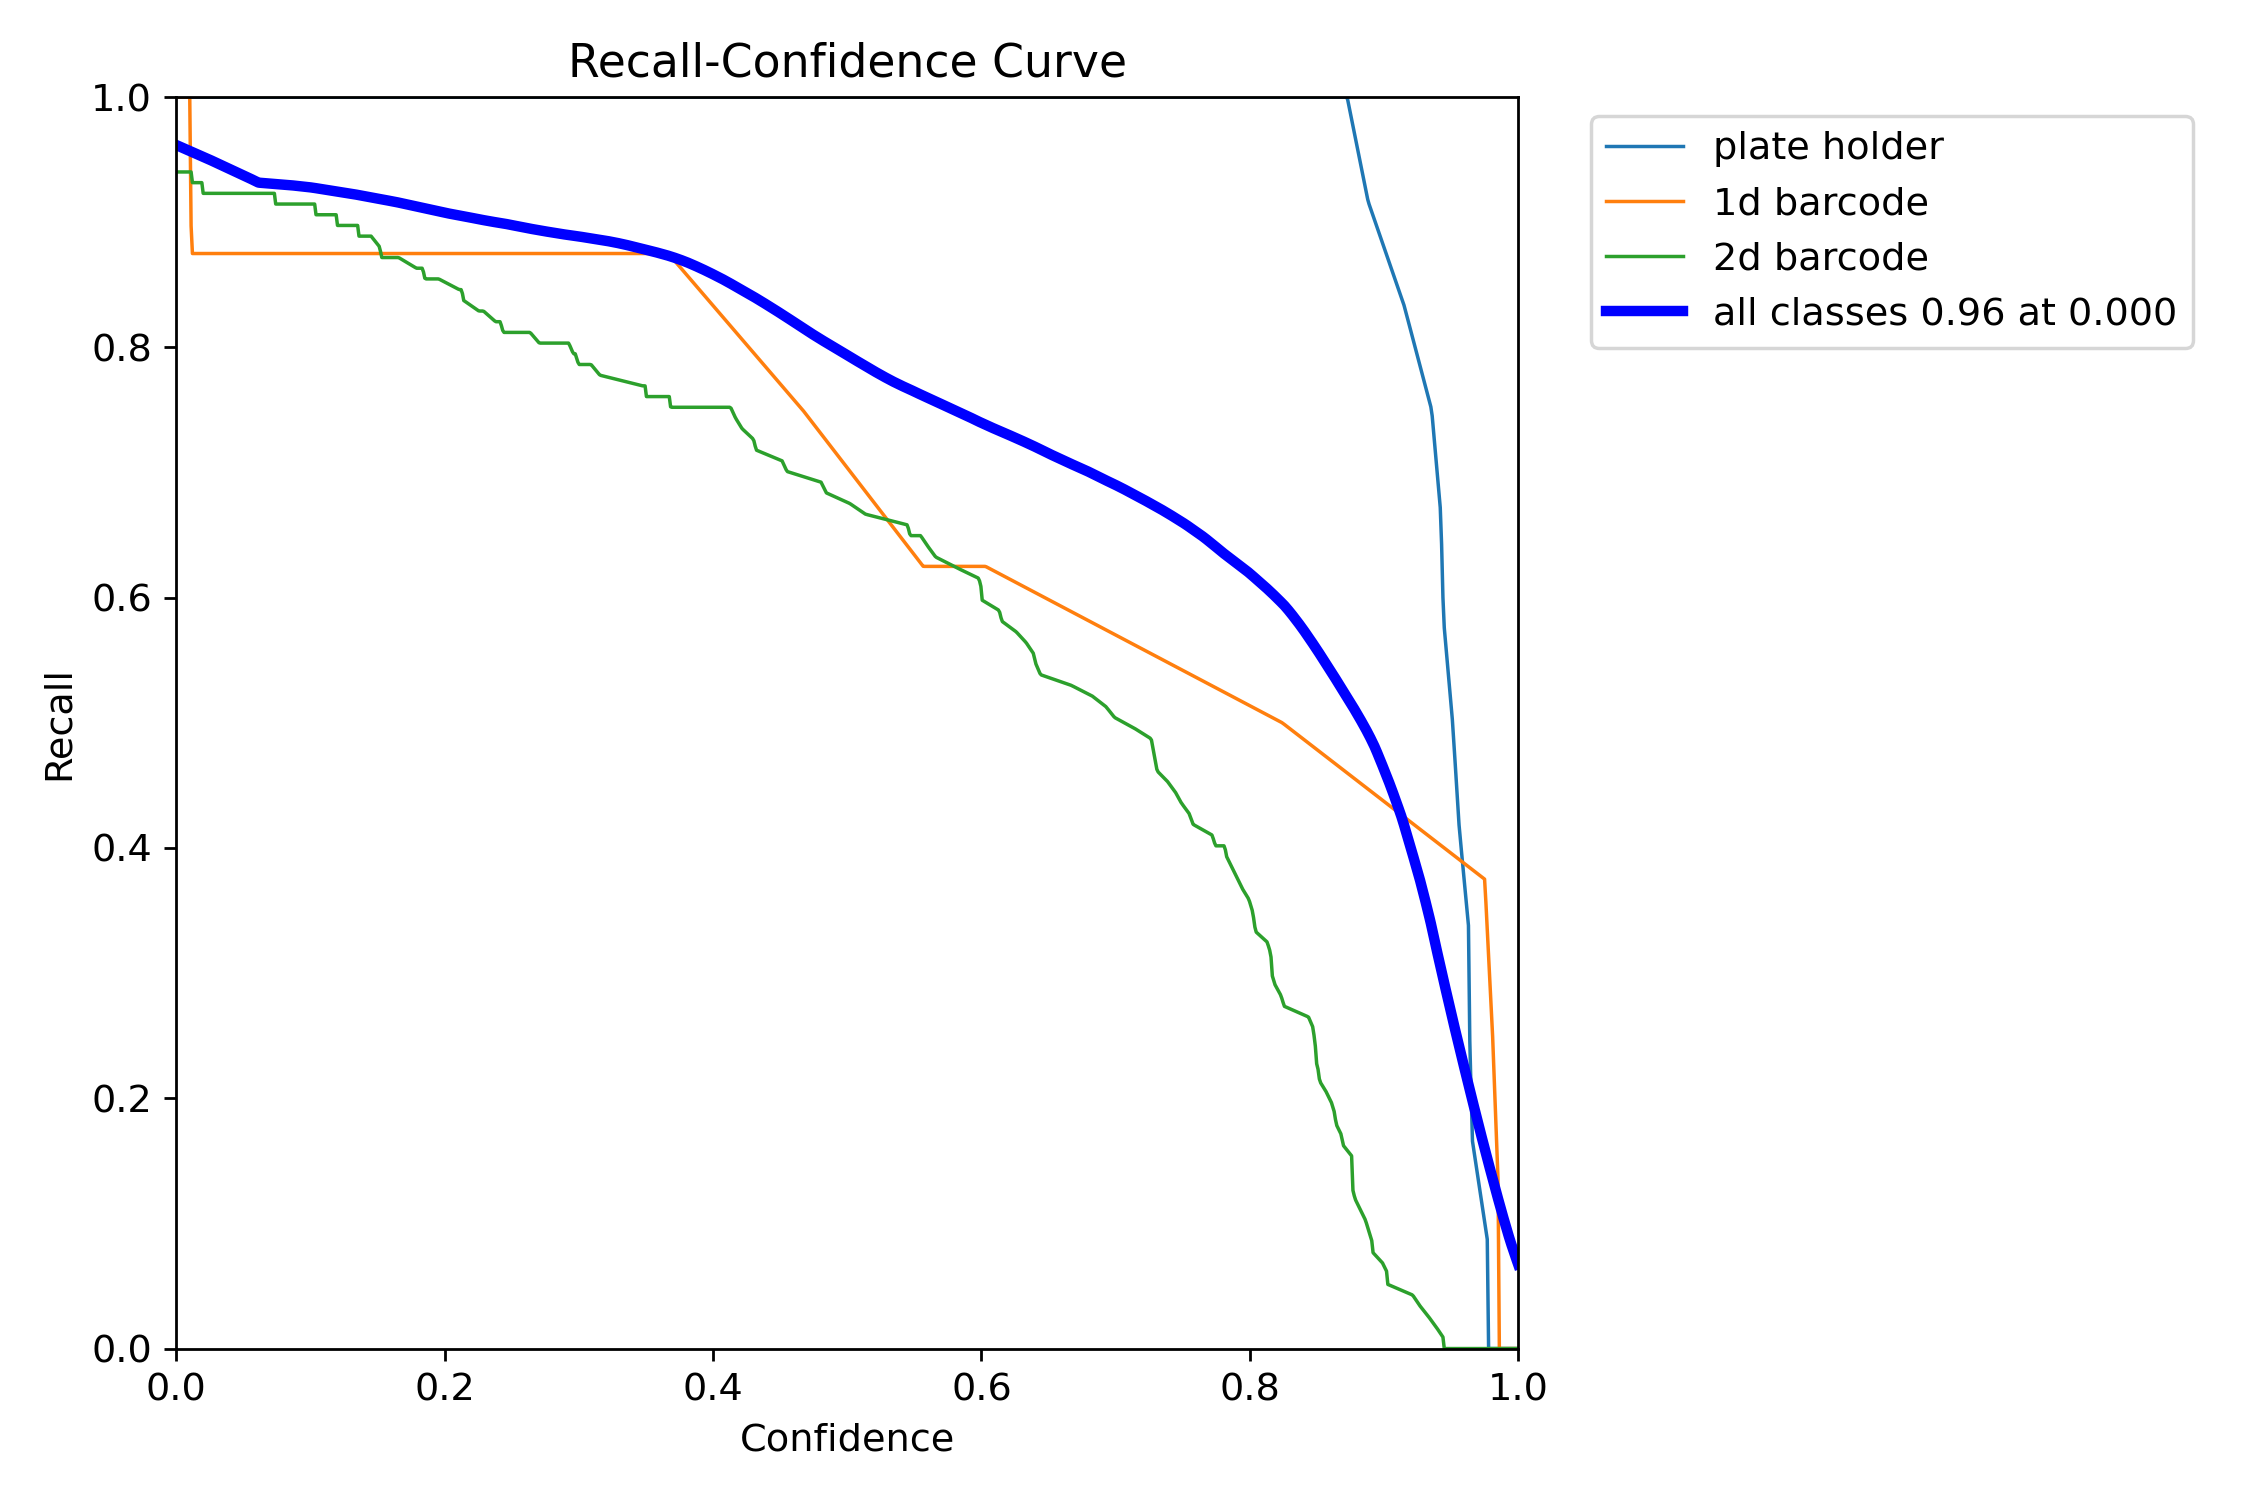 Recall-Confidence Curve
1.0
0.8
0.6
0.4
0.2
0.0
Recall
0.0 0.2 0.4 0.6 0.8 1.0
Confidence
plate holder
1d barcode
2d barcode
all classes 0.96 at 0.000